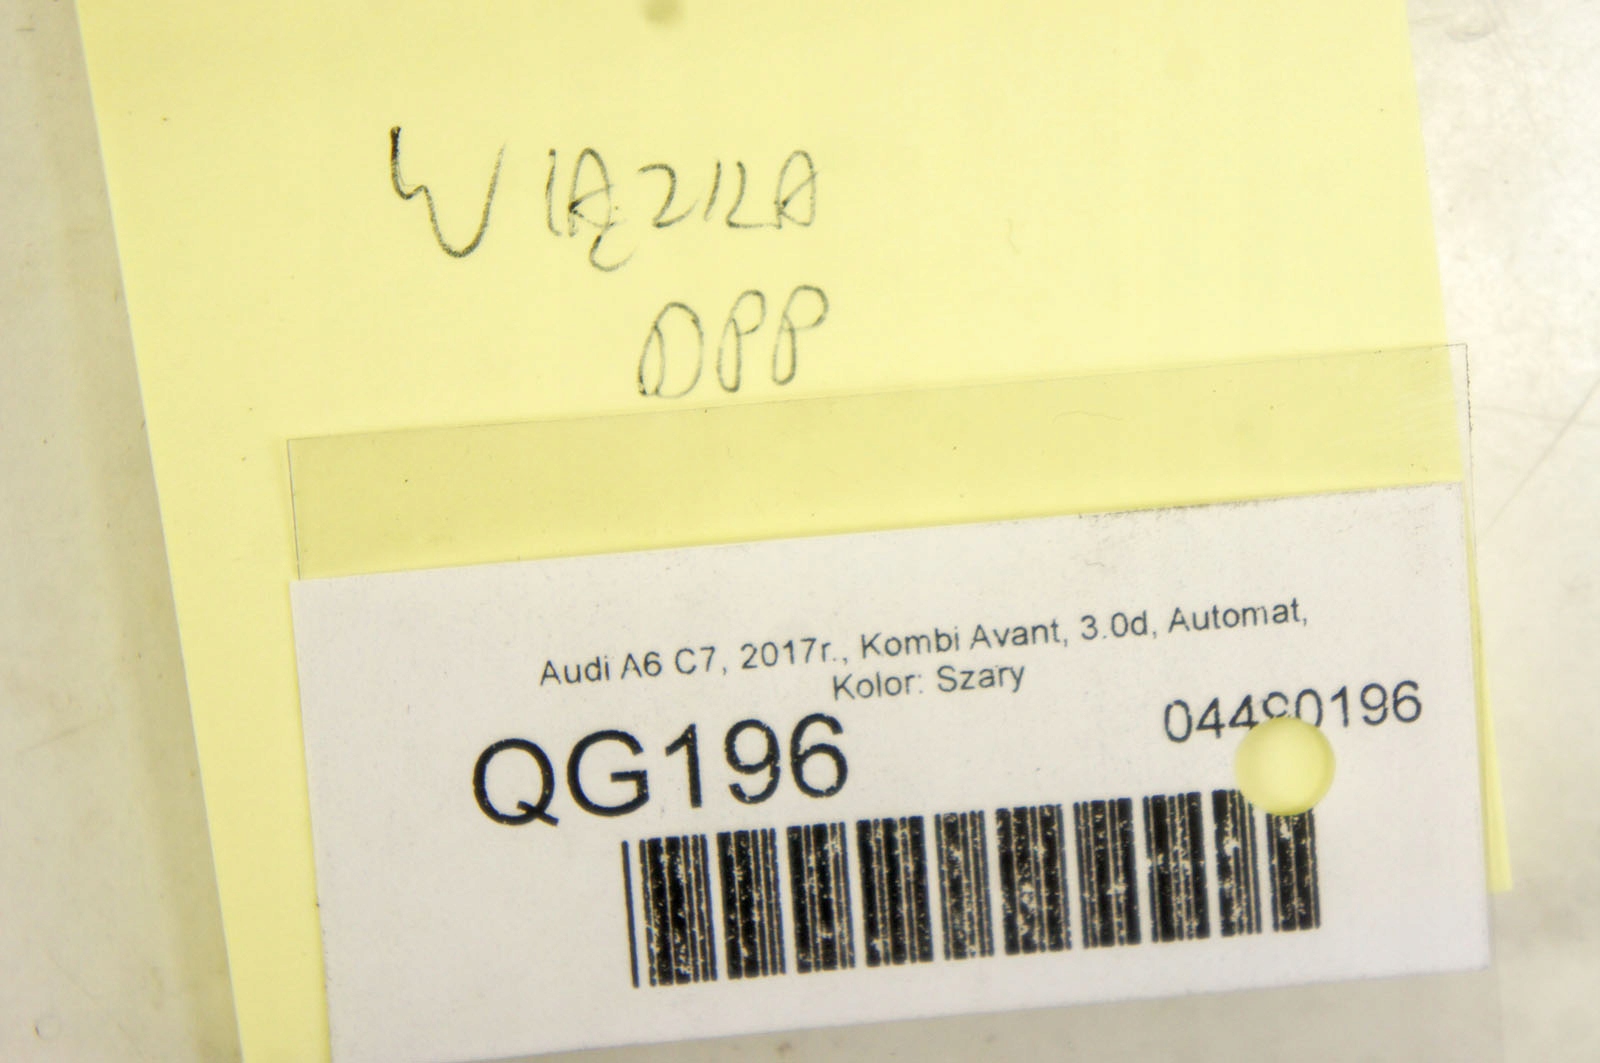 WIĄZKA
DPP
Audi A6 C7, 2017r., Kombi Avant, 3.0d, Automat,
Kolor: Szary
QG196